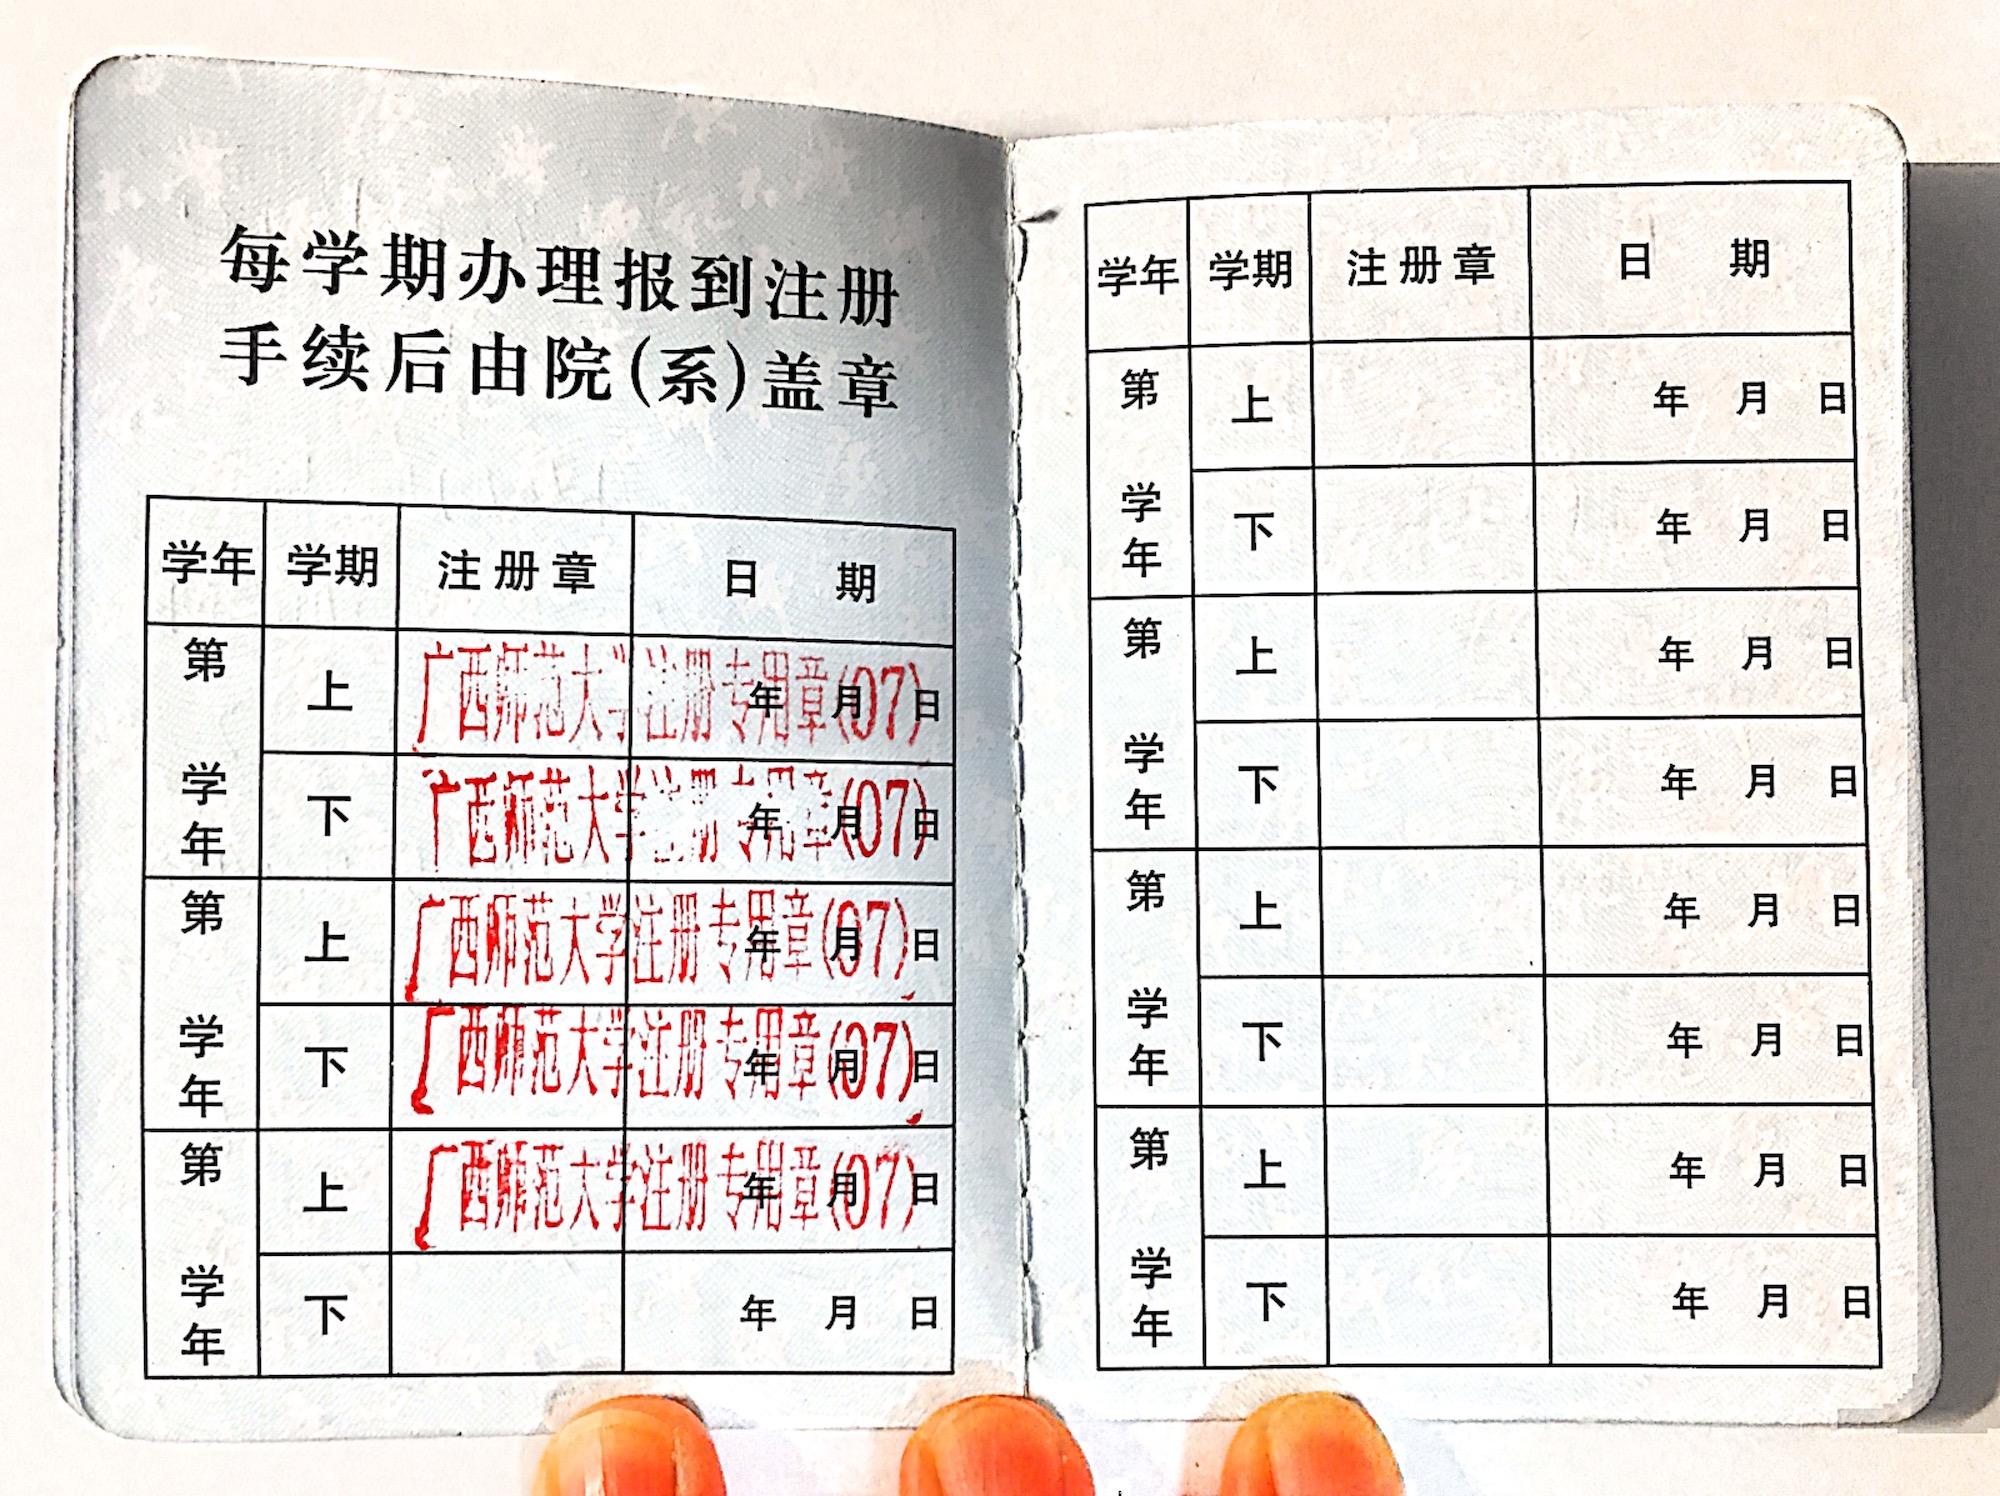 每学期办理报到注册
手续后由院(系)盖章
学年 学期 注册章 日 期
第 学年 上 广西师范大学注册专用章(07) 年 月 日
下 广西师范大学注册专用章(07) 年 月 日
第 学年 上 广西师范大学注册专用章(07) 年 月 日
下 广西师范大学注册专用章(07) 年 月 日
第 学年 上 广西师范大学注册专用章(07) 年 月 日
下 年 月 日
学年 学期 注册章 日 期
第 学年 上 年 月 日
下 年 月 日
第 学年 上 年 月 日
下 年 月 日
第 学年 上 年 月 日
下 年 月 日
第 学年 上 年 月 日
下 年 月 日